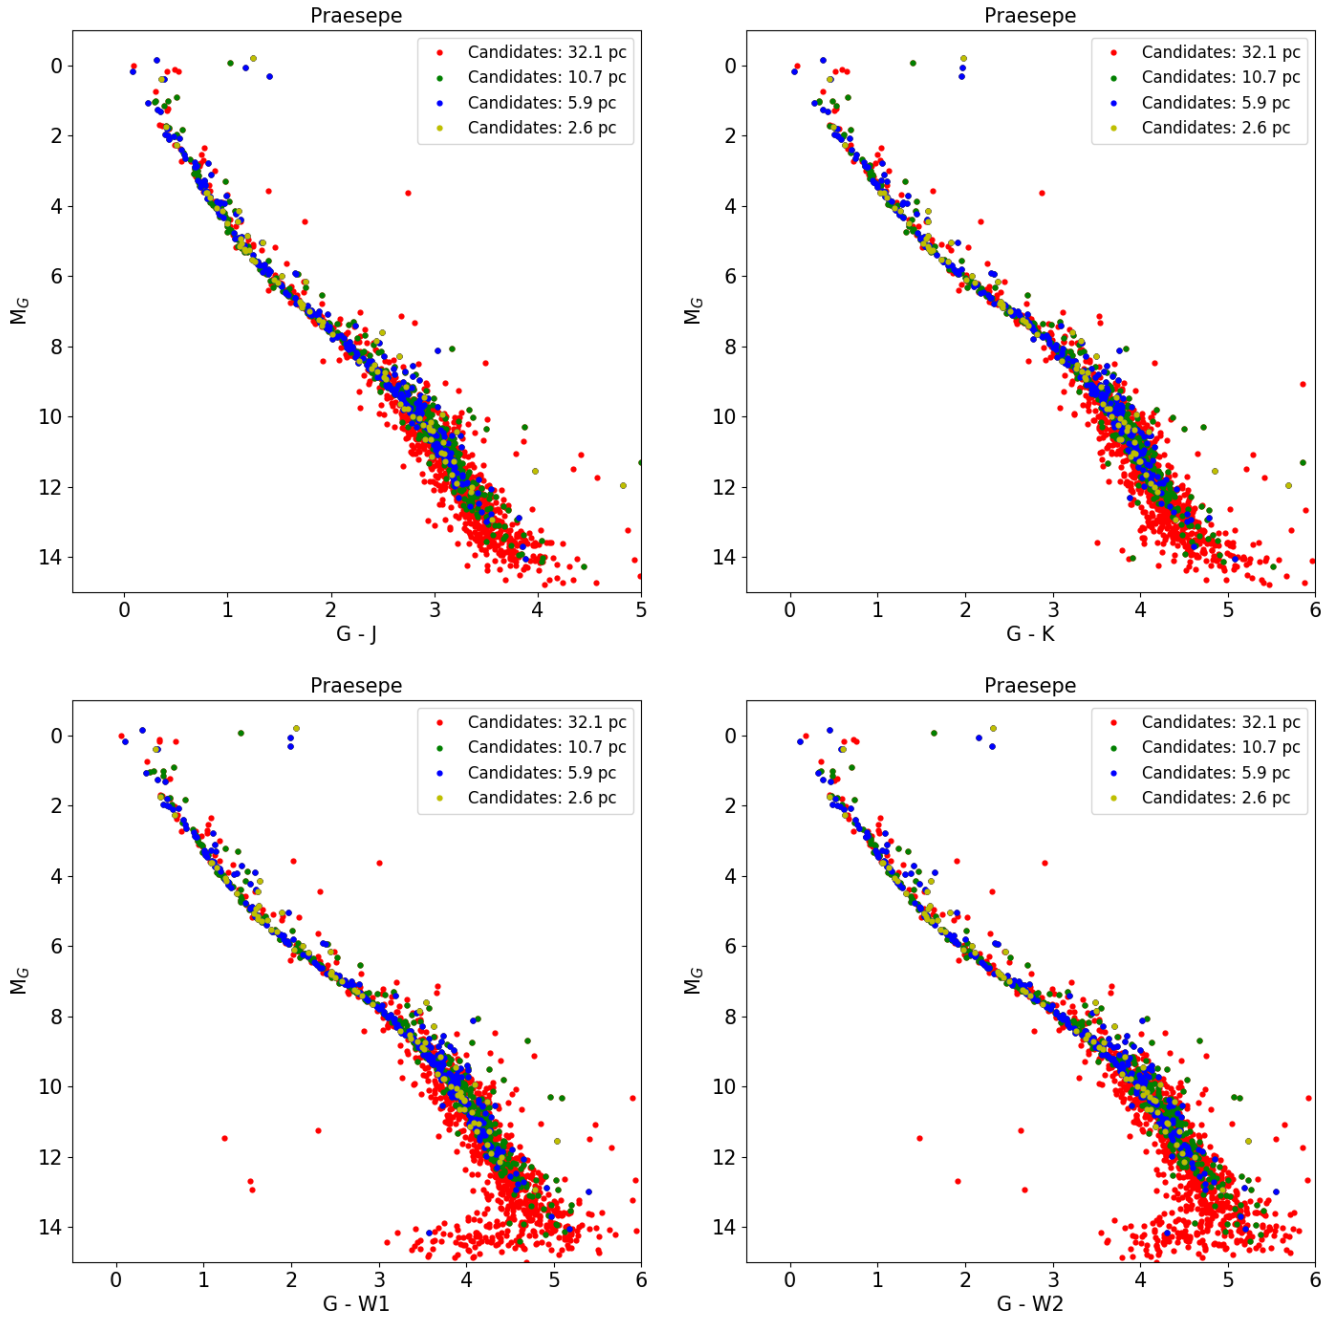 Praesepe
Candidates: 32.1 pc
Candidates: 10.7 pc
Candidates: 5.9 pc
Candidates: 2.6 pc
0
2
4
6
8
10
12
14
M_G
0 1 2 3 4 5
G - J
Praesepe
Candidates: 32.1 pc
Candidates: 10.7 pc
Candidates: 5.9 pc
Candidates: 2.6 pc
0
2
4
6
8
10
12
14
M_G
0 1 2 3 4 5 6
G - K
Praesepe
Candidates: 32.1 pc
Candidates: 10.7 pc
Candidates: 5.9 pc
Candidates: 2.6 pc
0
2
4
6
8
10
12
14
M_G
0 1 2 3 4 5 6
G - W1
Praesepe
Candidates: 32.1 pc
Candidates: 10.7 pc
Candidates: 5.9 pc
Candidates: 2.6 pc
0
2
4
6
8
10
12
14
M_G
0 1 2 3 4 5 6
G - W2